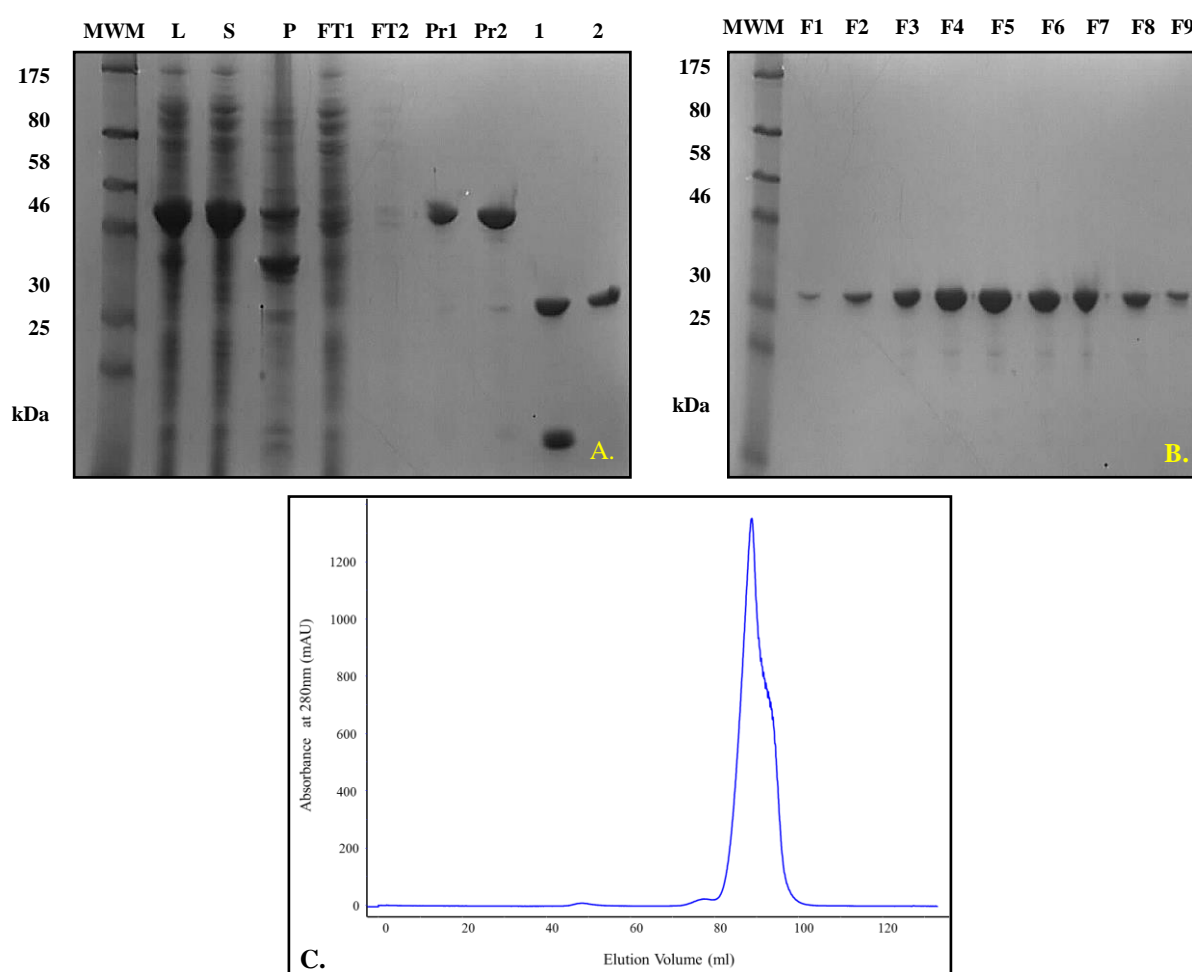 MWM L S P FT1 FT2 Pr1 Pr2 1 2
175
80
58
46
30
25
kDa
A.
MWM F1 F2 F3 F4 F5 F6 F7 F8 F9
175
80
58
46
30
25
kDa
B.
Absorbance at 280nm (mAU)
1200
1000
800
600
400
200
0
0 20 40 60 80 100 120
Elution Volume (ml)
C.